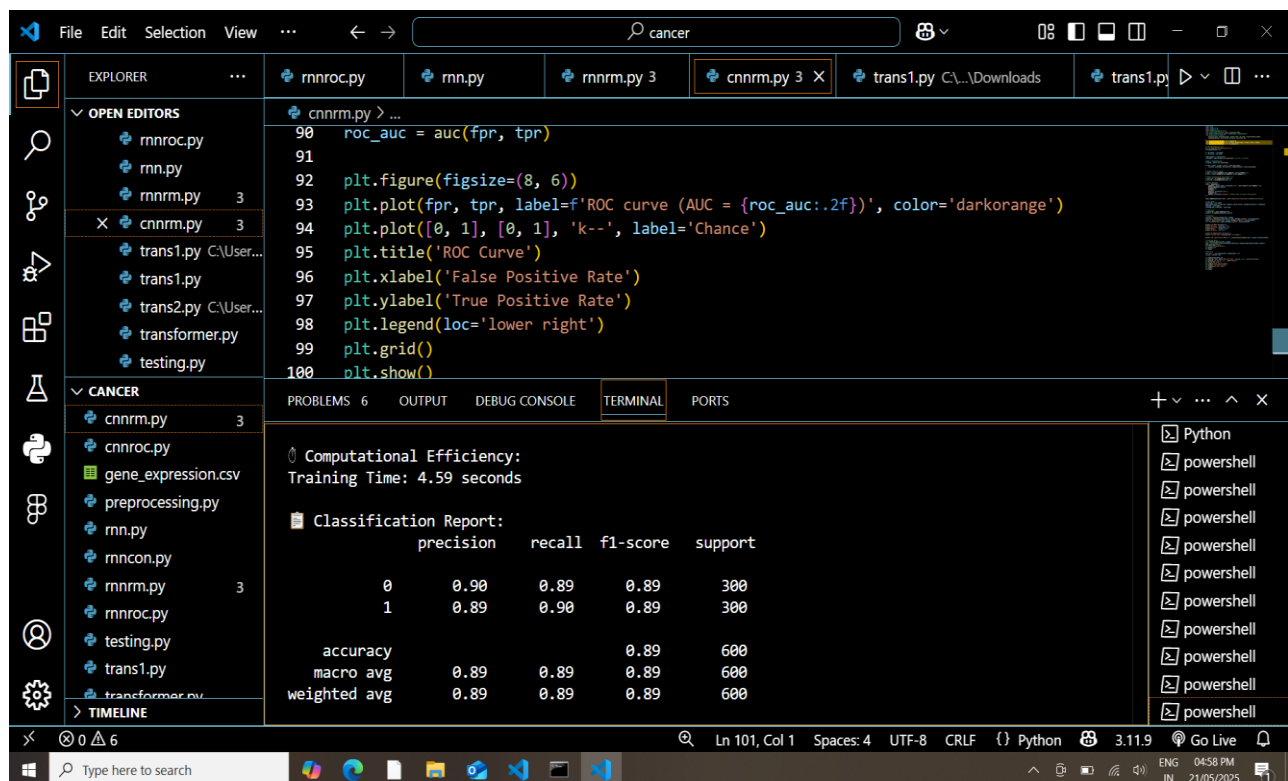 File Edit Selection View ··· ← → cancer
EXPLORER ···
rnnroc.py rnn.py rnnrm.py 3 cnnrm.py 3 trans1.py C:\...\Downloads trans1.py ···
OPEN EDITORS
rnnroc.py
rnn.py
rnnrm.py 3
cnnrm.py 3
trans1.py C:\User...
trans1.py
trans2.py C:\User...
transformer.py
testing.py
CANCER
cnnrm.py 3
cnnroc.py
gene_expression.csv
preprocessing.py
rnn.py
rnncon.py
rnnrm.py 3
rnnroc.py
testing.py
trans1.py
transformer.py
TIMELINE
cnnrm.py > ...
90 roc_auc = auc(fpr, tpr)
91
92 plt.figure(figsize=(8, 6))
93 plt.plot(fpr, tpr, label=f'ROC curve (AUC = {roc_auc:.2f})', color='darkorange')
94 plt.plot([0, 1], [0, 1], 'k--', label='Chance')
95 plt.title('ROC Curve')
96 plt.xlabel('False Positive Rate')
97 plt.ylabel('True Positive Rate')
98 plt.legend(loc='lower right')
99 plt.grid()
100 plt.show()
PROBLEMS 6 OUTPUT DEBUG CONSOLE TERMINAL PORTS
Computational Efficiency:
Training Time: 4.59 seconds
Classification Report:
precision recall f1-score support
0 0.90 0.89 0.89 300
1 0.89 0.90 0.89 300
accuracy 0.89 600
macro avg 0.89 0.89 0.89 600
weighted avg 0.89 0.89 0.89 600
Python
powershell
powershell
powershell
powershell
powershell
powershell
powershell
powershell
powershell
powershell
0 6 Ln 101, Col 1 Spaces: 4 UTF-8 CRLF {} Python 3.11.9 Go Live
Type here to search
ENG 04:58 PM
IN 21/05/2025